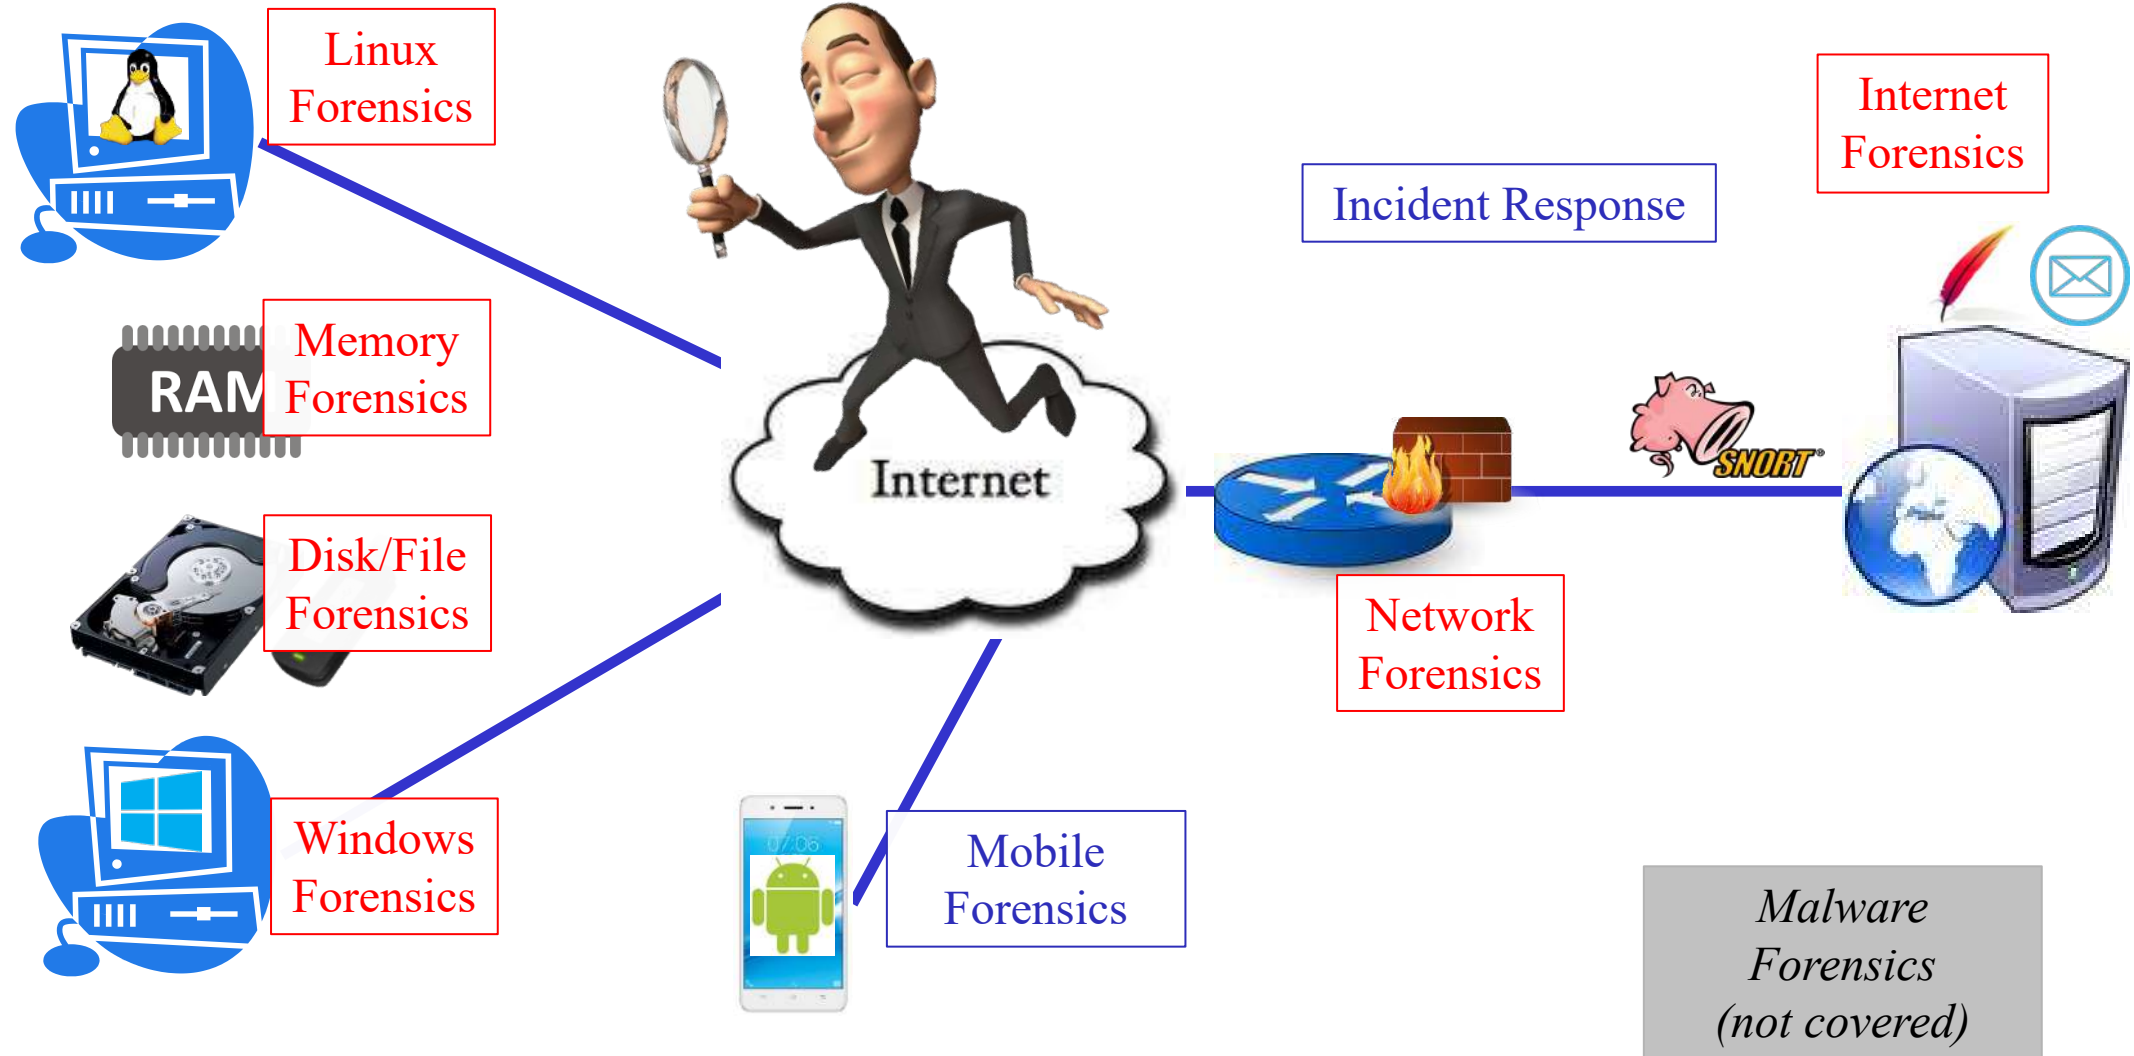 Linux
Forensics
Internet
Forensics
Incident Response
Memory
Forensics
RAM
SNORT
Internet
Disk/File
Forensics
Network
Forensics
07:06
Windows
Forensics
Mobile
Forensics
Malware
Forensics
(not covered)